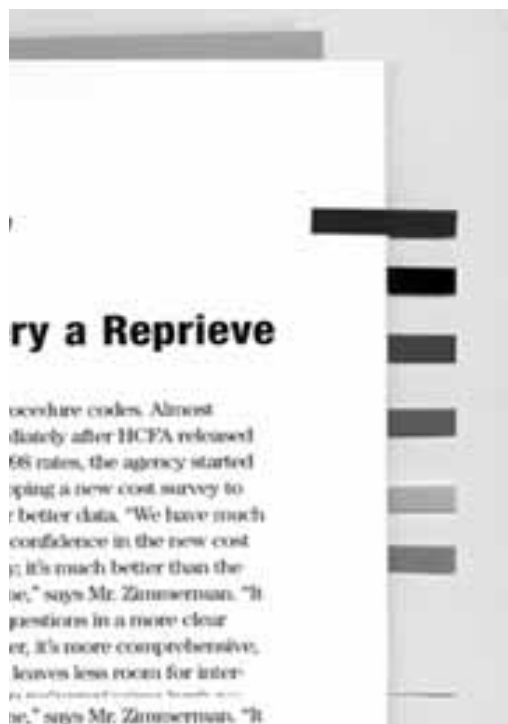 ry a Reprieve
ocedure codes. Almost
diately after HCFA released
98 rates, the agency started
oping a new cost survey to
r better data. “We have much
confidence in the new cost
y; it’s much better than the
ne,” says Mr. Zimmerman. “It
questions in a more clear
er, it’s more comprehensive,
leaves less room for inter-
ne,” says Mr. Zimmerman. “It